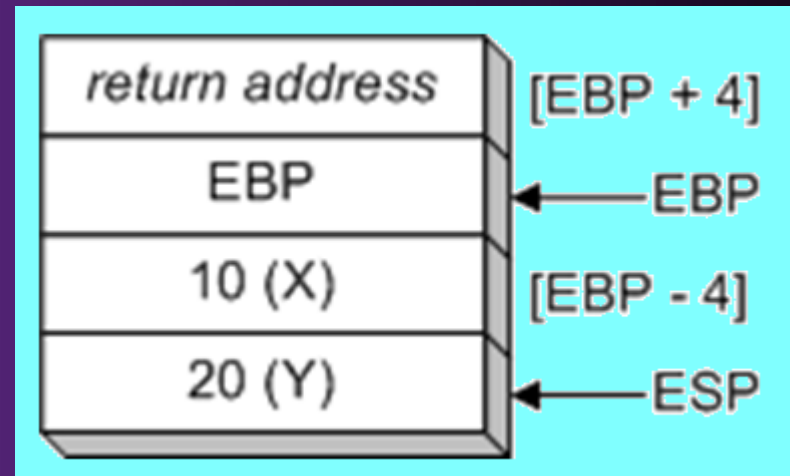 return address [EBP + 4]
EBP EBP
10 (X) [EBP - 4]
20 (Y) ESP